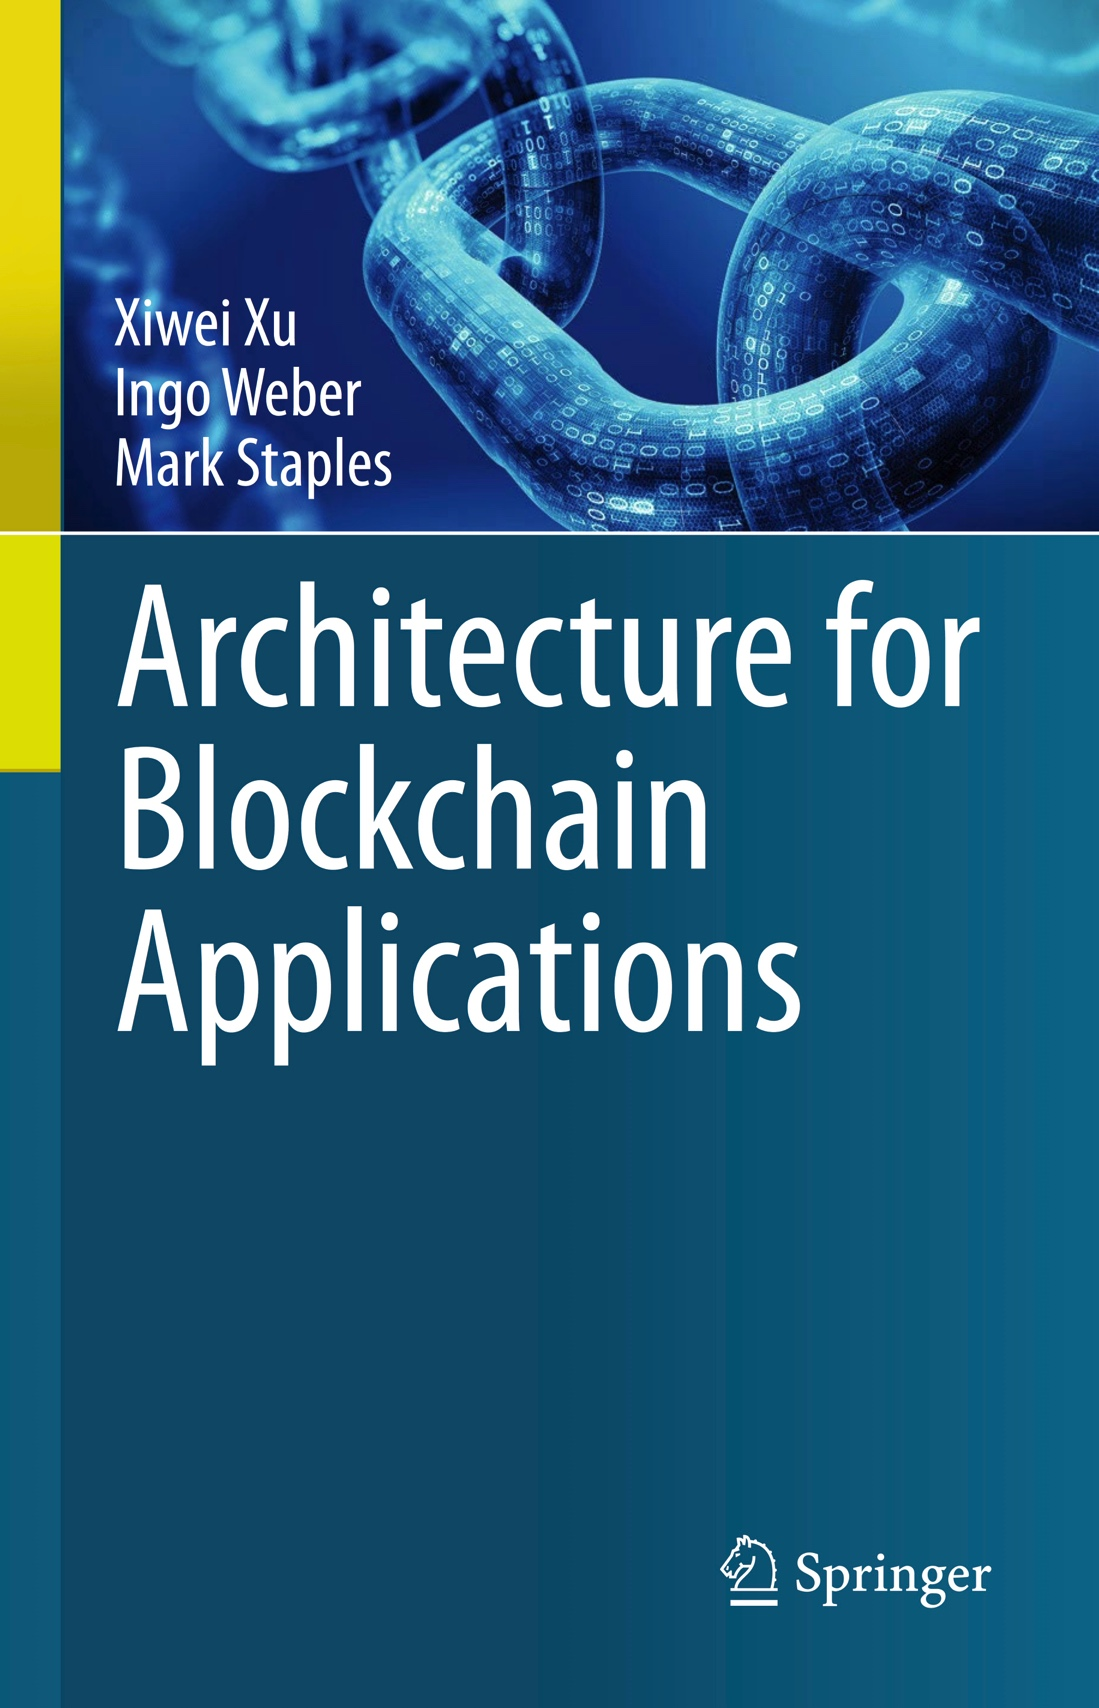 Xiwei Xu
Ingo Weber
Mark Staples
Architecture for
Blockchain
Applications
Springer